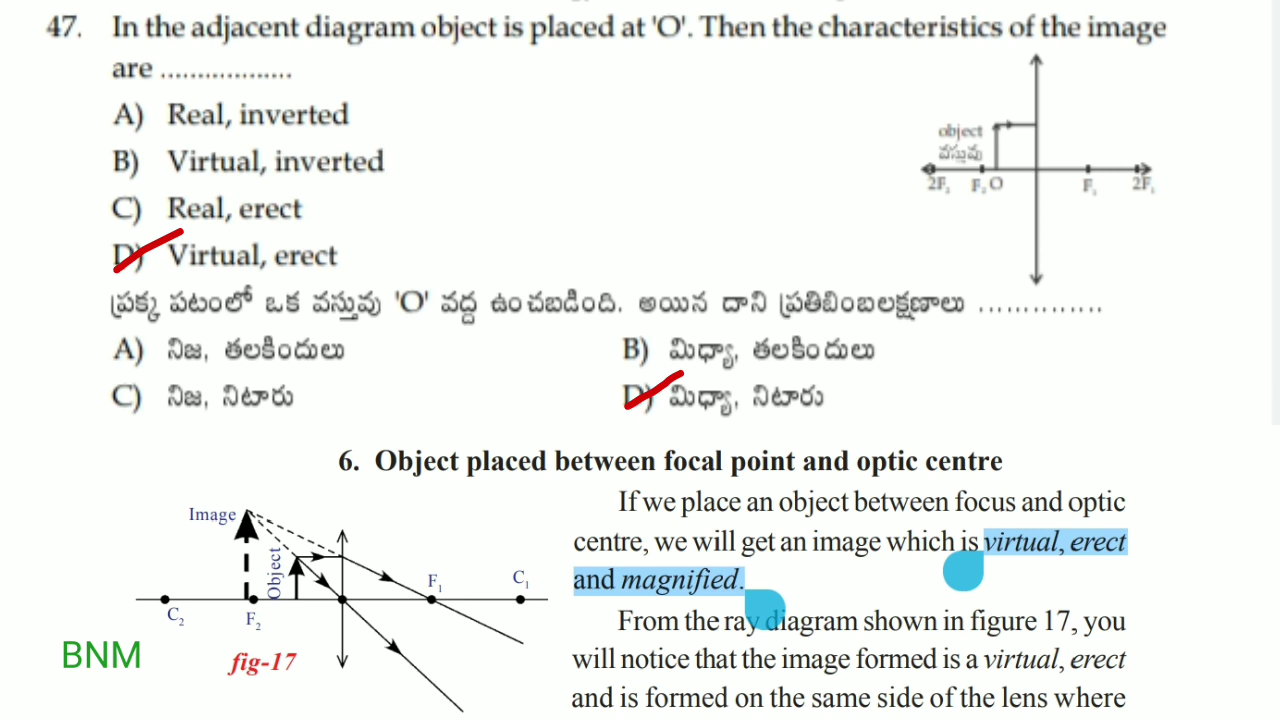 47. In the adjacent diagram object is placed at 'O'. Then the characteristics of the image
are ...................
A) Real, inverted
B) Virtual, inverted
C) Real, erect
D) Virtual, erect
object
వస్తువు
2F₂ F₂ O F₁ 2F₁
ప్రక్క పటంలో ఒక వస్తువు 'O' వద్ద ఉంచబడింది. అయిన దాని ప్రతిబింబలక్షణాలు ..............
A) నిజ, తలకిందులు B) మిధ్యా, తలకిందులు
C) నిజ, నిటారు D) మిధ్యా, నిటారు
6. Object placed between focal point and optic centre
If we place an object between focus and optic
centre, we will get an image which is virtual, erect
and magnified.
From the ray diagram shown in figure 17, you
will notice that the image formed is a virtual, erect
and is formed on the same side of the lens where
Image
Object
F₁ C₁
C₂ F₂
fig-17
BNM